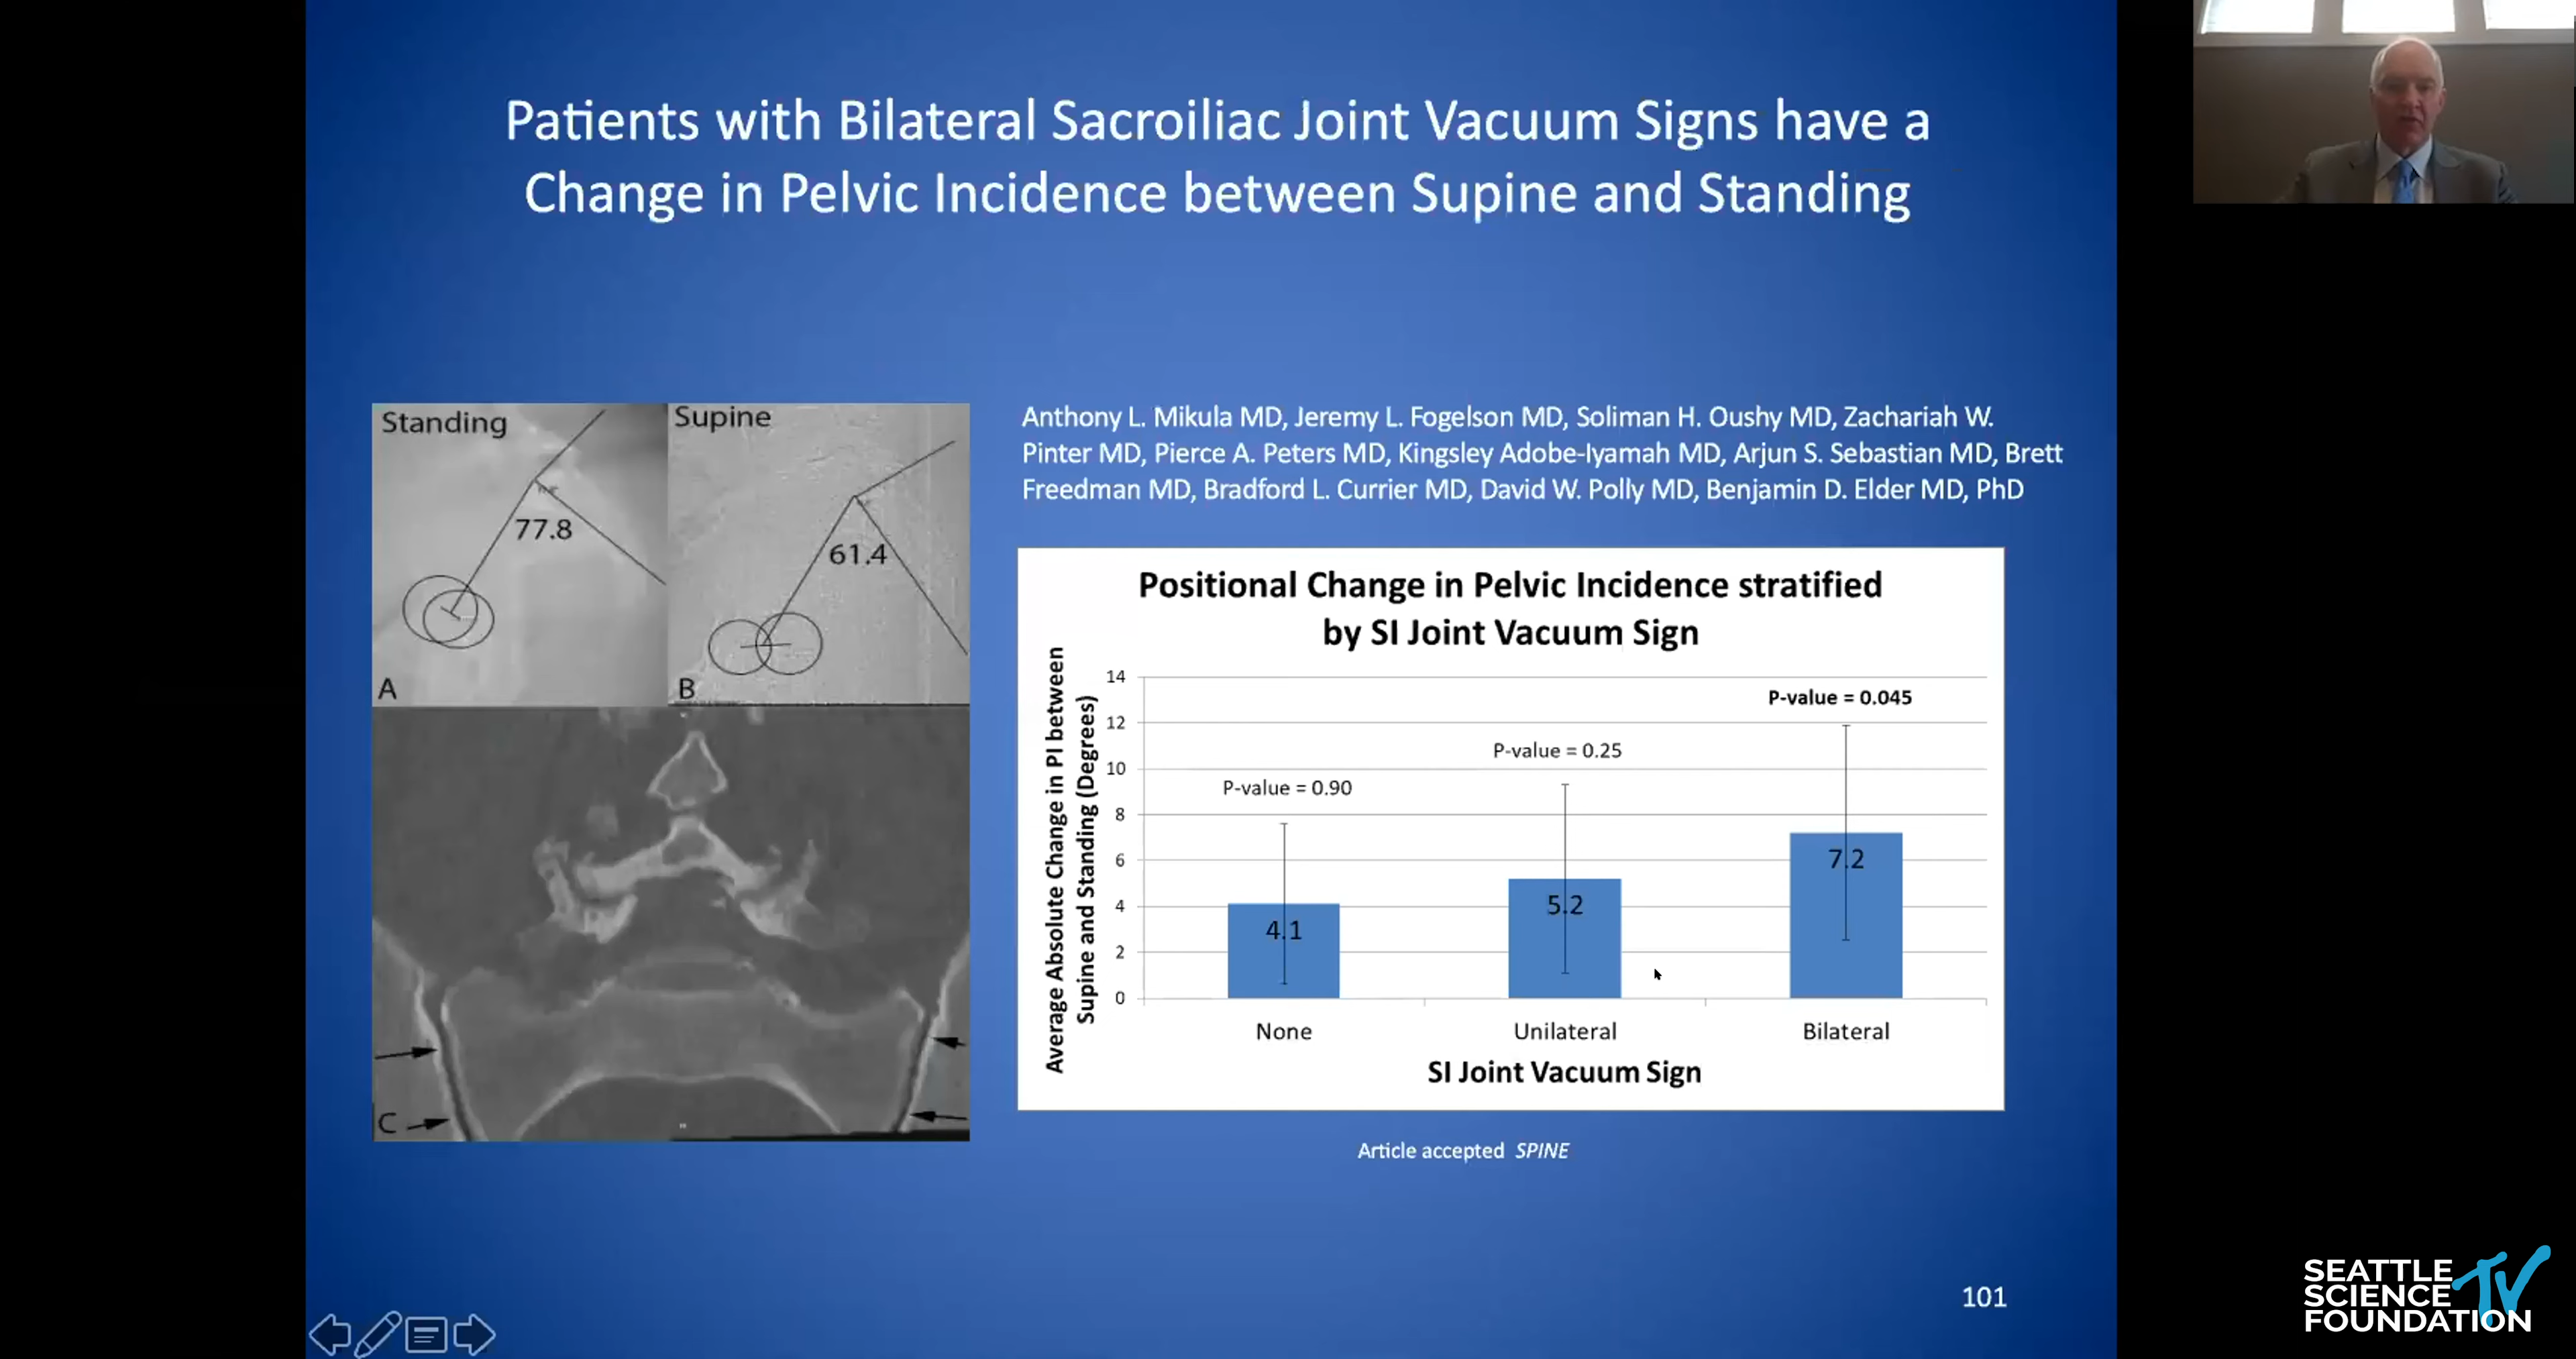 Patients with Bilateral Sacroiliac Joint Vacuum Signs have a
Change in Pelvic Incidence between Supine and Standing
Standing
77.8
A
Supine
61.4
B
C
Anthony L. Mikula MD, Jeremy L. Fogelson MD, Soliman H. Oushy MD, Zachariah W.
Pinter MD, Pierce A. Peters MD, Kingsley Adobe-Iyamah MD, Arjun S. Sebastian MD, Brett
Freedman MD, Bradford L. Currier MD, David W. Polly MD, Benjamin D. Elder MD, PhD
Positional Change in Pelvic Incidence stratified
by SI Joint Vacuum Sign
Average Absolute Change in PI between
Supine and Standing (Degrees)
14
12
10
8
6
4
2
0
P-value = 0.90
P-value = 0.25
P-value = 0.045
4.1
5.2
7.2
None
Unilateral
Bilateral
SI Joint Vacuum Sign
Article accepted SPINE
101
SEATTLE
SCIENCE
FOUNDATION
TV